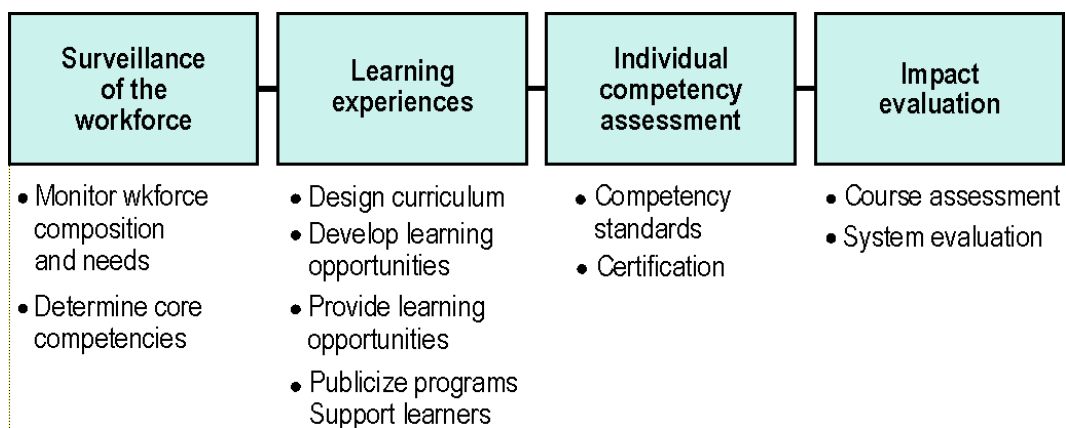 Surveillance
of the
workforce
Learning
experiences
Individual
competency
assessment
Impact
evaluation
• Monitor wkforce
composition
and needs
• Determine core
competencies
• Design curriculum
• Develop learning
opportunities
• Provide learning
opportunities
• Publicize programs
Support learners
• Competency
standards
• Certification
• Course assessment
• System evaluation